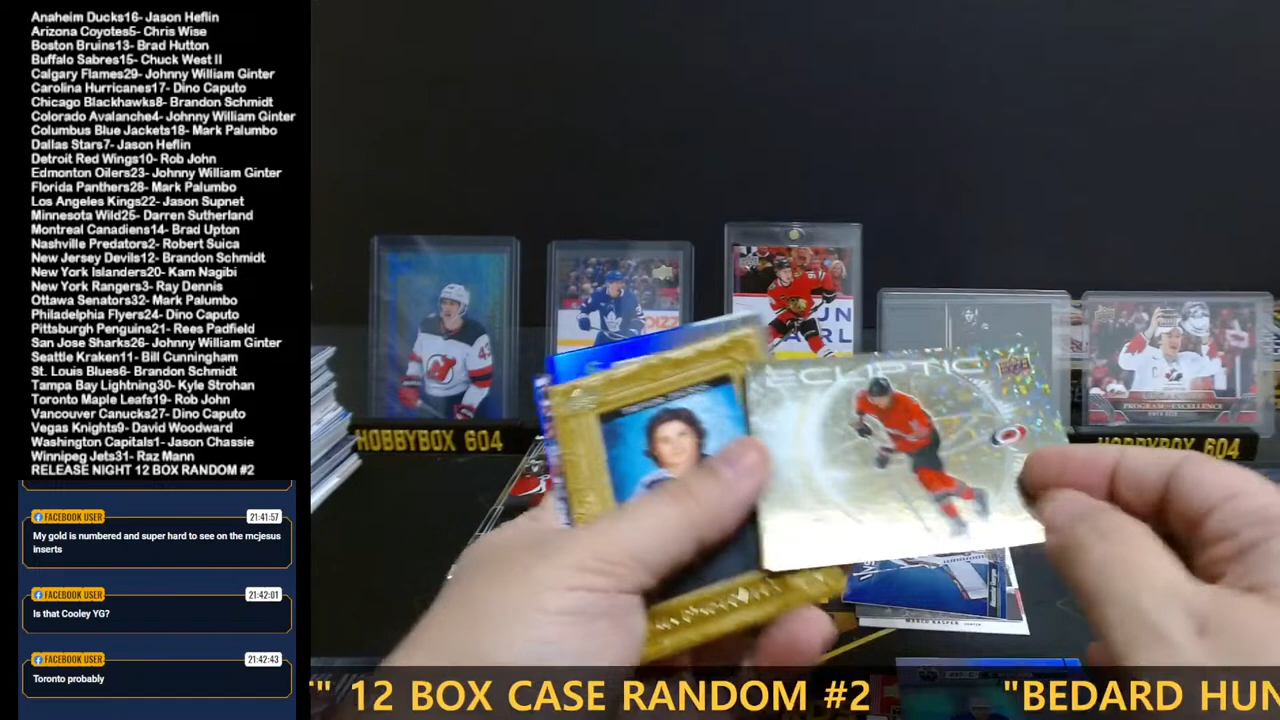 Anaheim Ducks16- Jason Heflin
Arizona Coyotes5- Chris Wise
Boston Bruins13- Brad Hutton
Buffalo Sabres15- Chuck West II
Calgary Flames29- Johnny William Ginter
Carolina Hurricanes17- Dino Caputo
Chicago Blackhawks8- Brandon Schmidt
Colorado Avalanche4- Johnny William Ginter
Columbus Blue Jackets18- Mark Palumbo
Dallas Stars7- Jason Heflin
Detroit Red Wings10- Rob John
Edmonton Oilers23- Johnny William Ginter
Florida Panthers28- Mark Palumbo
Los Angeles Kings22- Jason Supnet
Minnesota Wild25- Darren Sutherland
Montreal Canadiens14- Brad Upton
Nashville Predators2- Robert Suica
New Jersey Devils12- Brandon Schmidt
New York Islanders20- Kam Nagibi
New York Rangers3- Ray Dennis
Ottawa Senators32- Mark Palumbo
Philadelphia Flyers24- Dino Caputo
Pittsburgh Penguins21- Rees Padfield
San Jose Sharks26- Johnny William Ginter
Seattle Kraken11- Bill Cunningham
St. Louis Blues6- Brandon Schmidt
Tampa Bay Lightning30- Kyle Strohan
Toronto Maple Leafs19- Rob John
Vancouver Canucks27- Dino Caputo
Vegas Knights9- David Woodward
Washington Capitals1- Jason Chassie
Winnipeg Jets31- Raz Mann
RELEASE NIGHT 12 BOX RANDOM #2
FACEBOOK USER 21:41:57
My gold is numbered and super hard to see on the mcjesus
inserts
FACEBOOK USER 21:42:01
Is that Cooley YG?
FACEBOOK USER 21:42:43
Toronto probably
HOBBYBOX 604
HOBBYBOX 604
PROGRAM OF EXCELLENCE
ECLIPTIC
MARCO KASPER CENTER
" 12 BOX CASE RANDOM #2 "BEDARD HUN